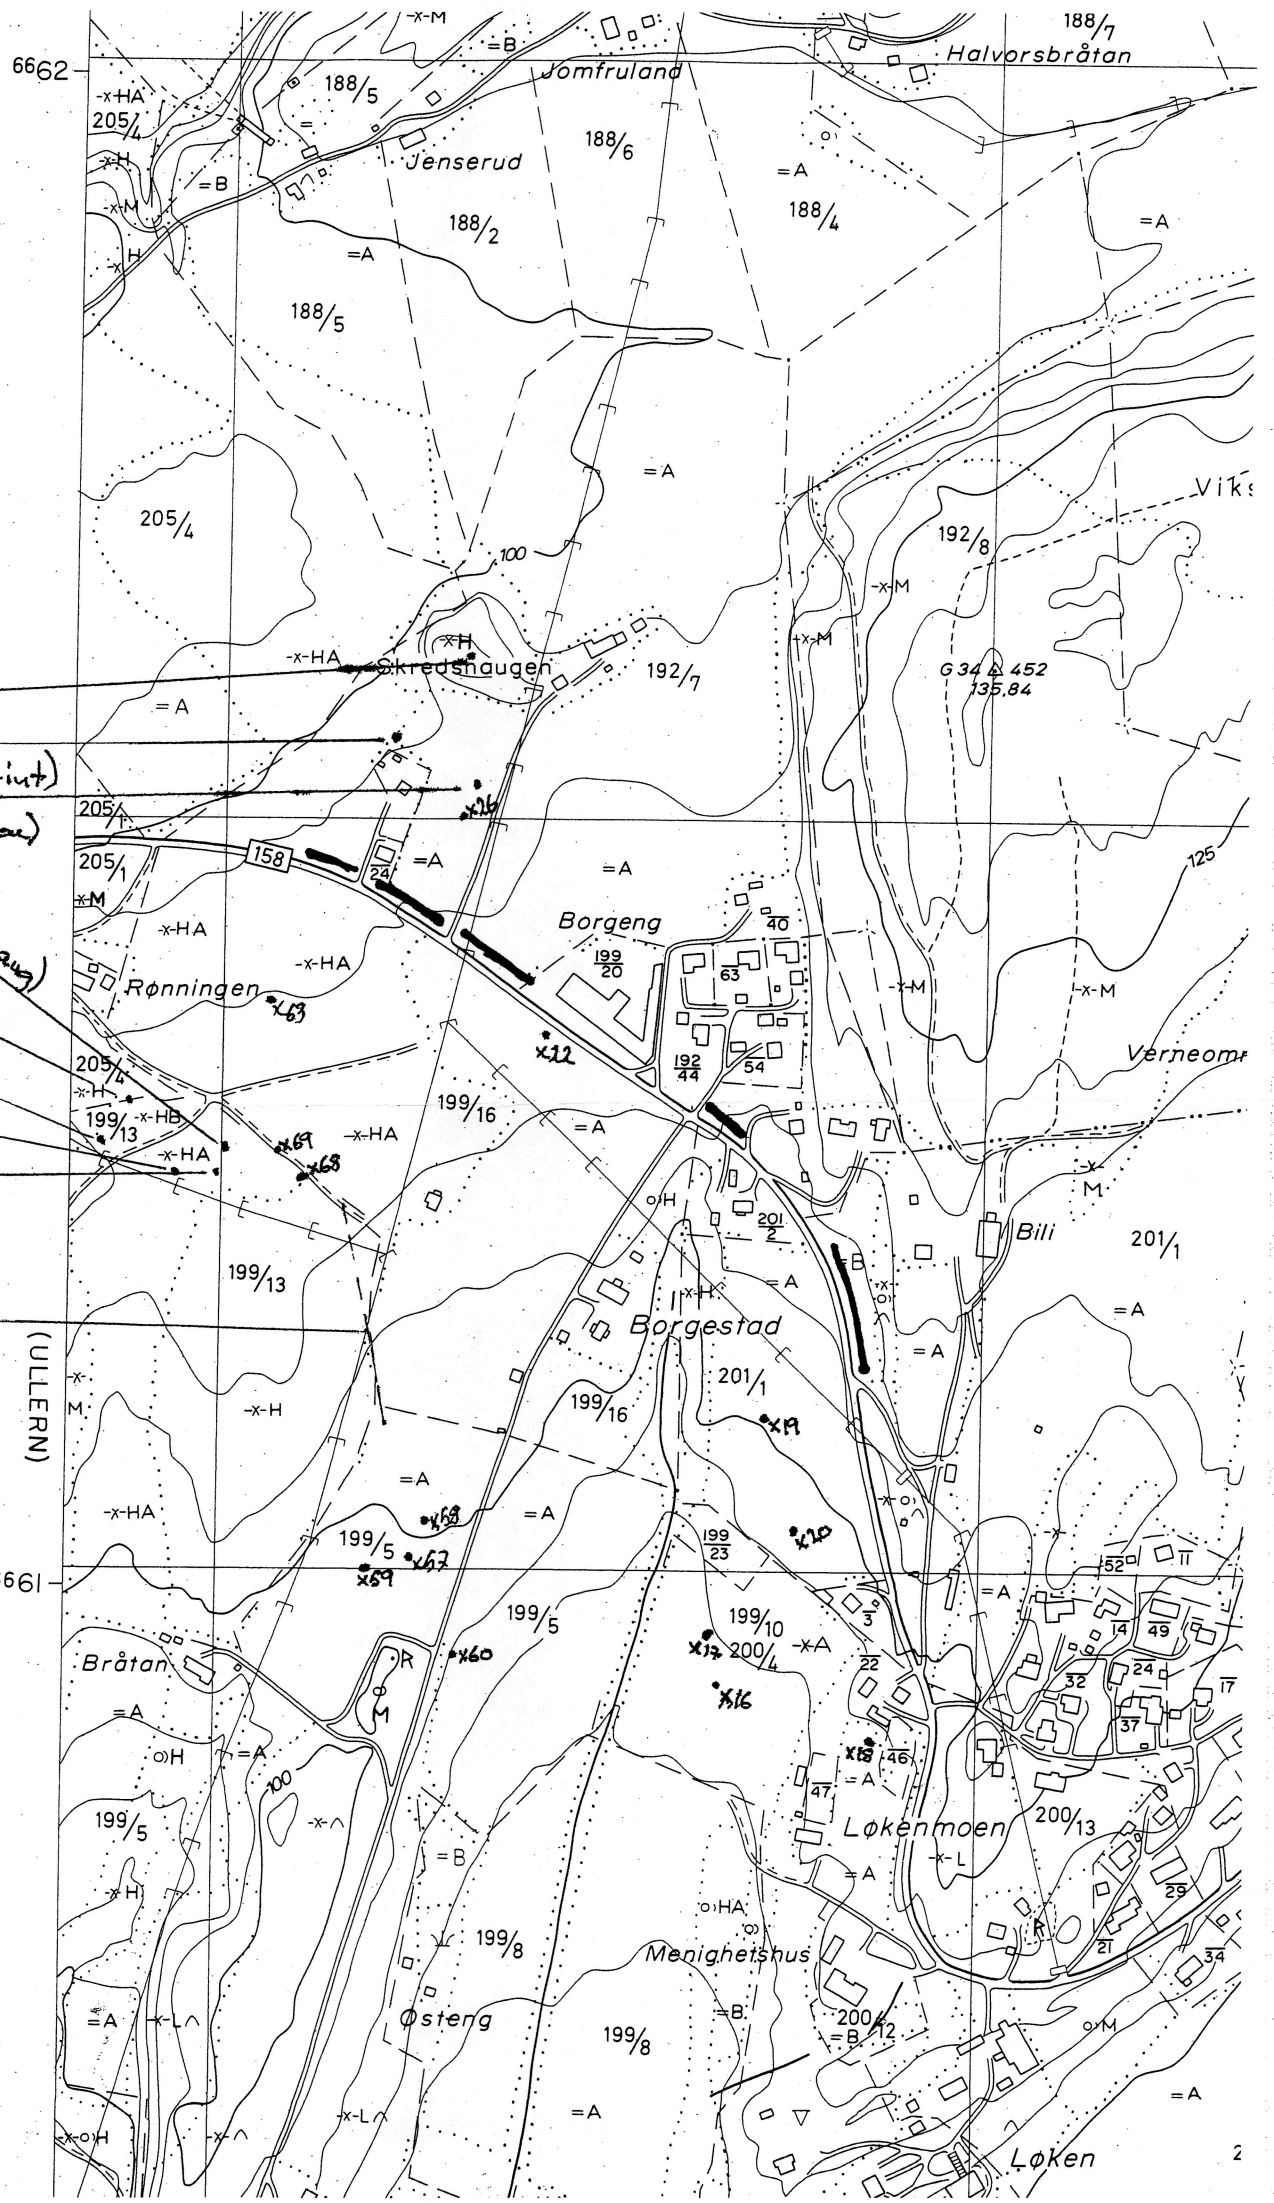 -x-M
188/7
=B
Halvorsbråtan
6662
Jomfruland
188/5
-x-HA
205/4
=
188/6
-x-H
Jenserud
=A
=B
-x-M
188/4
188/2
=A
-x H
=A
188/5
=A
205/4
192/8
100
-x-M
-x-H
-x-M
-x-HA
Skredshaugen
192/7
G 34 452
135.84
=A
x26
205/1
205/1
158
24
=A
=A
125
-x-M
Borgeng
40
-x-HA
199/20
-x-HA
63
Rønningen
-x-M
-x-M
x63
x22
192/44
54
205/4
-x-H
199/16
199/13
-x-HB
-x-HA
=A
x69
-x-HA
x68
-x-
M
o)H
201/2
Bili
201/1
199/13
=B
=A
-x-
o)
-x-H
Borgestad
=A
(ULLERN)
=A
-x-
M
-x-H
201/1
199/16
x19
=A
-x-HA
x58
=A
-x-o)
199/5
x20
199/23
-x-
x57
52
11
x59
6661
=A
199/5
199/10
3
14
49
x17
200/4
-x-A
x60
Bråtan
R
22
24
32
17
o
M
x16
=A
37
o)H
=A
x18
46
=A
100
47
199/5
-x-
Løkenmoen
200/13
=B
-x-L
=A
-x-H
o)HA
29
R
199/8
o)
21
Menighetshus
34
=A
-x-L
Østeng
=B
200/12
=B
o)M
199/8
=A
=A
-x-L
-x-o)H
-x-
Løken
2